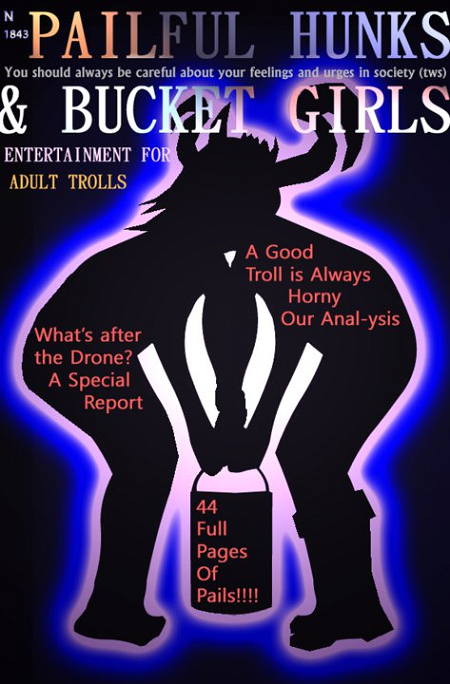 N
1843
PAILFUL HUNKS
You should always be careful about your feelings and urges in society (tws)
& BUCKET GIRLS
ENTERTAINMENT FOR
ADULT TROLLS
A Good
Troll is Always
Horny
Our Anal-ysis
What's after
the Drone?
A Special
Report
44
Full
Pages
Of
Pails!!!!